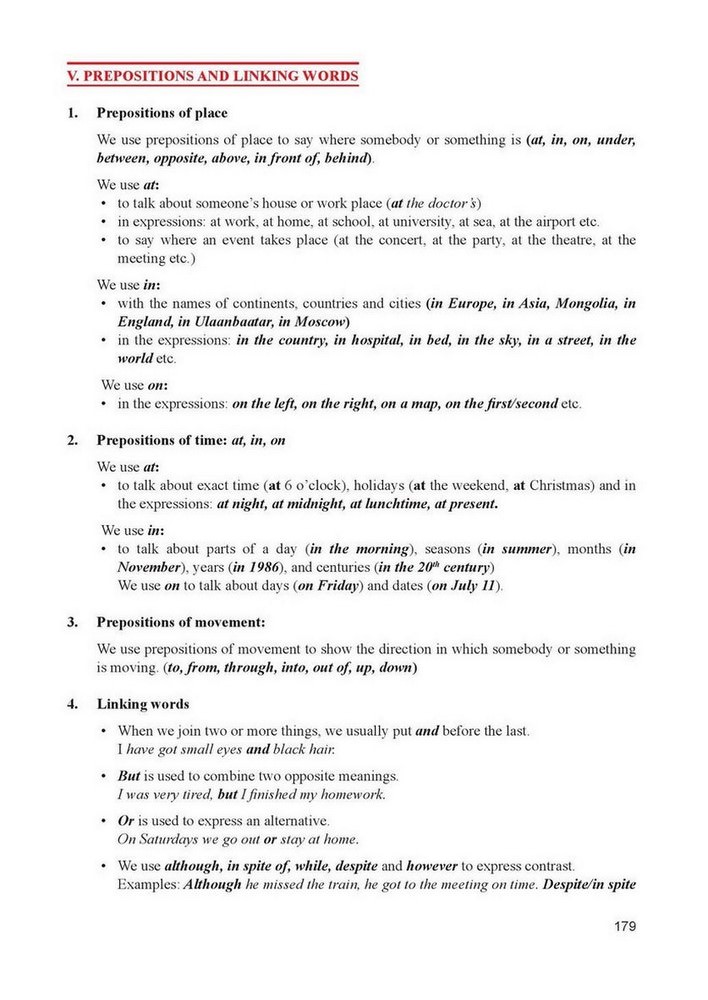 V. PREPOSITIONS AND LINKING WORDS
1. Prepositions of place
We use prepositions of place to say where somebody or something is (at, in, on, under,
between, opposite, above, in front of, behind).
We use at:
• to talk about someone's house or work place (at the doctor's)
• in expressions: at work, at home, at school, at university, at sea, at the airport etc.
• to say where an event takes place (at the concert, at the party, at the theatre, at the
meeting etc.)
We use in:
• with the names of continents, countries and cities (in Europe, in Asia, Mongolia, in
England, in Ulaanbaatar, in Moscow)
• in the expressions: in the country, in hospital, in bed, in the sky, in a street, in the
world etc.
We use on:
• in the expressions: on the left, on the right, on a map, on the first/second etc.
2. Prepositions of time: at, in, on
We use at:
• to talk about exact time (at 6 o'clock), holidays (at the weekend, at Christmas) and in
the expressions: at night, at midnight, at lunchtime, at present.
We use in:
• to talk about parts of a day (in the morning), seasons (in summer), months (in
November), years (in 1986), and centuries (in the 20th century)
We use on to talk about days (on Friday) and dates (on July 11).
3. Prepositions of movement:
We use prepositions of movement to show the direction in which somebody or something
is moving. (to, from, through, into, out of, up, down)
4. Linking words
• When we join two or more things, we usually put and before the last.
I have got small eyes and black hair.
• But is used to combine two opposite meanings.
I was very tired, but I finished my homework.
• Or is used to express an alternative.
On Saturdays we go out or stay at home.
• We use although, in spite of, while, despite and however to express contrast.
Examples: Although he missed the train, he got to the meeting on time. Despite/in spite
179